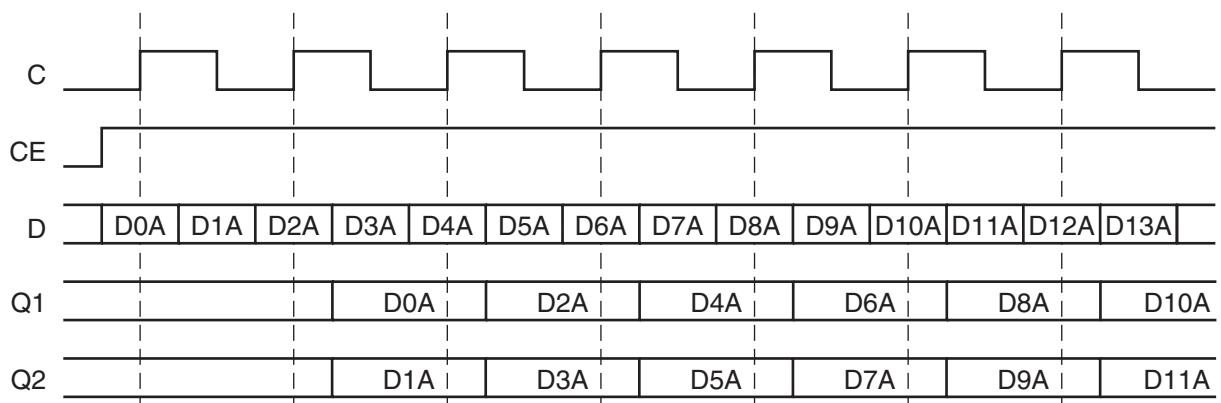 C
CE
D D0A D1A D2A D3A D4A D5A D6A D7A D8A D9A D10A D11A D12A D13A
Q1 D0A D2A D4A D6A D8A D10A
Q2 D1A D3A D5A D7A D9A D11A